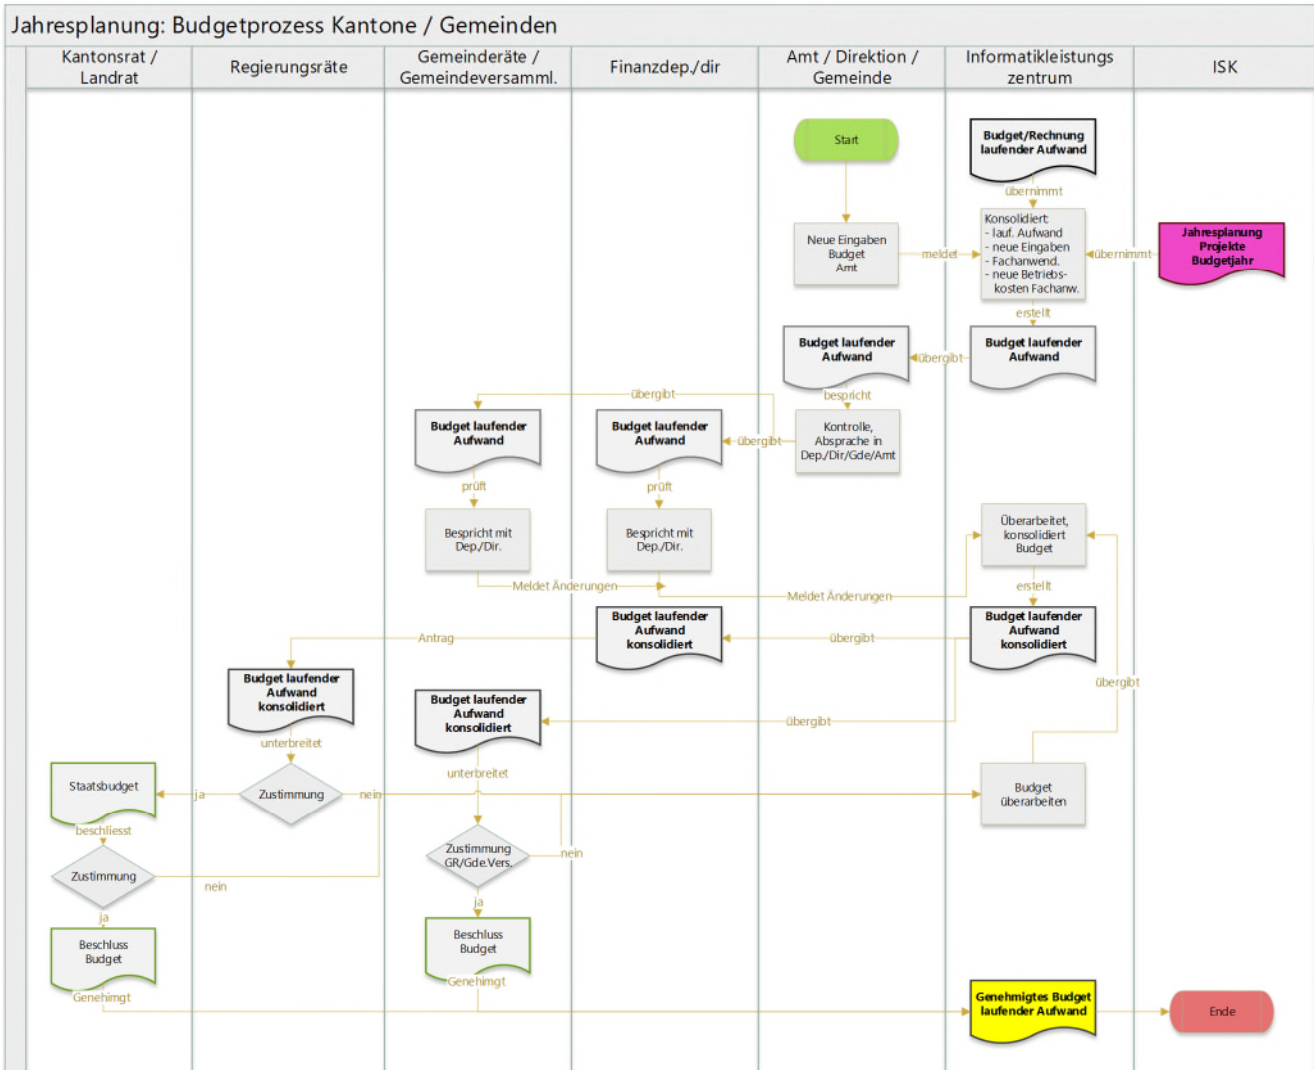 Jahresplanung: Budgetprozess Kantone / Gemeinden
Kantonsrat /
Landrat
Regierungsräte
Gemeinderäte /
Gemeindeversamml.
Finanzdep./dir
Amt / Direktion /
Gemeinde
Informatikleistungs
zentrum
ISK
Start
Budget/Rechnung
laufender Aufwand
übernimmt
Neue Eingaben
Budget
Amt
meldet
Konsolidiert:
- lauf. Aufwand
- neue Eingaben
- Fachanwend.
- neue Betriebs-
kosten Fachanw.
übernimmt
Jahresplanung
Projekte
Budgetjahr
erstellt
Budget laufender
Aufwand
übergibt
Budget laufender
Aufwand
bespricht
übergibt
Budget laufender
Aufwand
Budget laufender
Aufwand
übergibt
Kontrolle,
Absprache in
Dep./Dir/Gde/Amt
prüft
prüft
Bespricht mit
Dep./Dir.
Bespricht mit
Dep./Dir.
Überarbeitet,
konsolidiert
Budget
Meldet Änderungen
Meldet Änderungen
erstellt
Budget laufender
Aufwand
konsolidiert
Budget laufender
Aufwand
konsolidiert
Antrag
übergibt
Budget laufender
Aufwand
konsolidiert
Budget laufender
Aufwand
konsolidiert
übergibt
übergibt
unterbreitet
unterbreitet
Staatsbudget
ja
Zustimmung
nein
Budget
überarbeiten
beschliesst
Zustimmung
nein
Zustimmung
GR/Gde.Vers.
nein
ja
ja
Beschluss
Budget
Beschluss
Budget
Genehimgt
Genehimgt
Genehmigtes Budget
laufender Aufwand
Ende